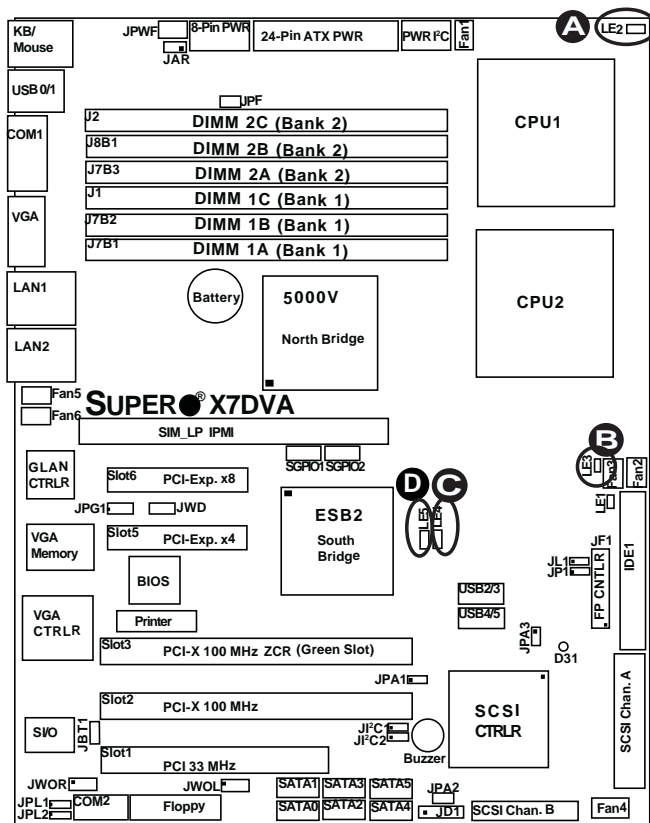 KB/
Mouse
JPWF
8-Pin PWR
24-Pin ATX PWR
PWR I²C
Fan1
A
LE2
JAR
USB 0/1
JPF
COM1
J2
DIMM 2C (Bank 2)
J8B1
DIMM 2B (Bank 2)
J7B3
DIMM 2A (Bank 2)
J1
DIMM 1C (Bank 1)
J7B2
DIMM 1B (Bank 1)
J7B1
DIMM 1A (Bank 1)
CPU1
VGA
LAN1
Battery
5000V
North Bridge
CPU2
LAN2
Fan5
Fan6
SUPER ® X7DVA
SIM_LP IPMI
B
LE3
Fan3
Fan2
SGPIO1
SGPIO2
GLAN
CTRLR
Slot6
PCI-Exp. x8
D
C
LE5
LE4
LE1
JPG1
JWD
ESB2
South
Bridge
VGA
Memory
Slot5
PCI-Exp. x4
JF1
FP CNTLR
IDE1
JL1
JP1
BIOS
USB2/3
USB4/5
VGA
CTRLR
Printer
JPA3
D31
Slot3
PCI-X 100 MHz ZCR (Green Slot)
JPA1
SCSI Chan. A
Slot2
PCI-X 100 MHz
SCSI
CTRLR
SI/O
JBT1
JI²C1
JI²C2
Buzzer
Slot1
PCI 33 MHz
JWOR
JWOL
SATA1
SATA3
SATA5
JPA2
JPL1
JPL2
COM2
Floppy
SATA0
SATA2
SATA4
JD1
SCSI Chan. B
Fan4